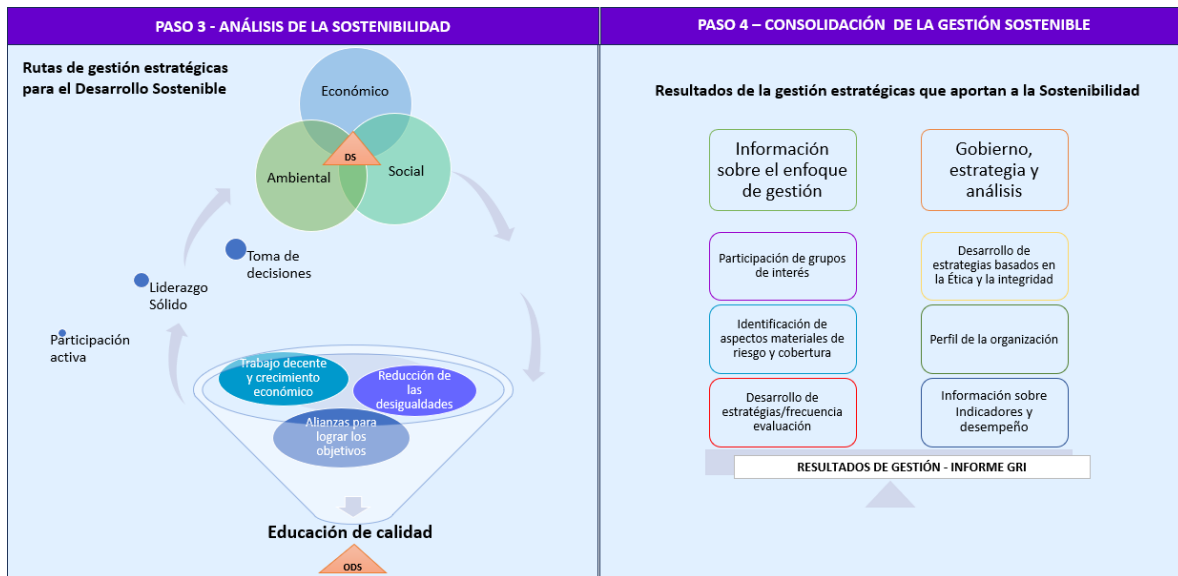 PASO 3 - ANÁLISIS DE LA SOSTENIBILIDAD
Rutas de gestión estratégicas
para el Desarrollo Sostenible
Económico
DS
Ambiental
Social
Toma de
decisiones
Liderazgo
Sólido
Participación
activa
Trabajo decente
y crecimiento
económico
Reducción de
las
desigualdades
Alianzas para
lograr los
objetivos
Educación de calidad
ODS
PASO 4 – CONSOLIDACIÓN DE LA GESTIÓN SOSTENIBLE
Resultados de la gestión estratégicas que aportan a la Sostenibilidad
Información
sobre el enfoque
de gestión
Gobierno,
estrategia y
análisis
Participación de grupos
de interés
Desarrollo de
estrategias basados en
la Ética y la integridad
Identificación de
aspectos materiales de
riesgo y cobertura
Perfil de la organización
Desarrollo de
estratégias/frecuencia
evaluación
Información sobre
Indicadores y
desempeño
RESULTADOS DE GESTIÓN - INFORME GRI